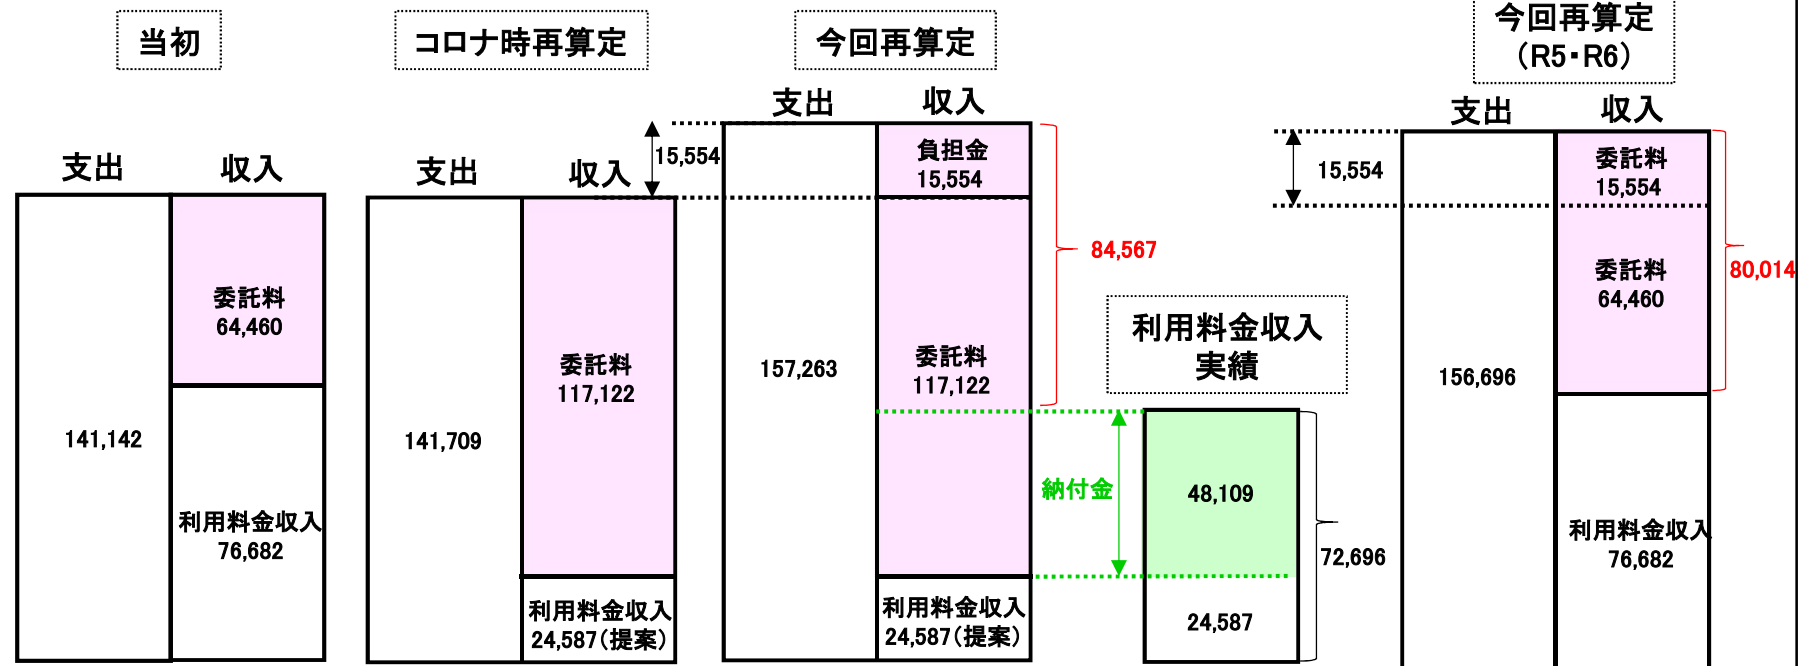 当初
支出
収入
委託料
64,460
141,142
利用料金収入
76,682
コロナ時再算定
支出
収入
委託料
117,122
141,709
利用料金収入
24,587(提案)
今回再算定
支出
収入
15,554
負担金
15,554
84,567
157,263
委託料
117,122
納付金
利用料金収入
24,587(提案)
利用料金収入
実績
48,109
72,696
24,587
今回再算定
(R5・R6)
支出
収入
15,554
委託料
15,554
委託料
64,460
80,014
156,696
利用料金収入
76,682